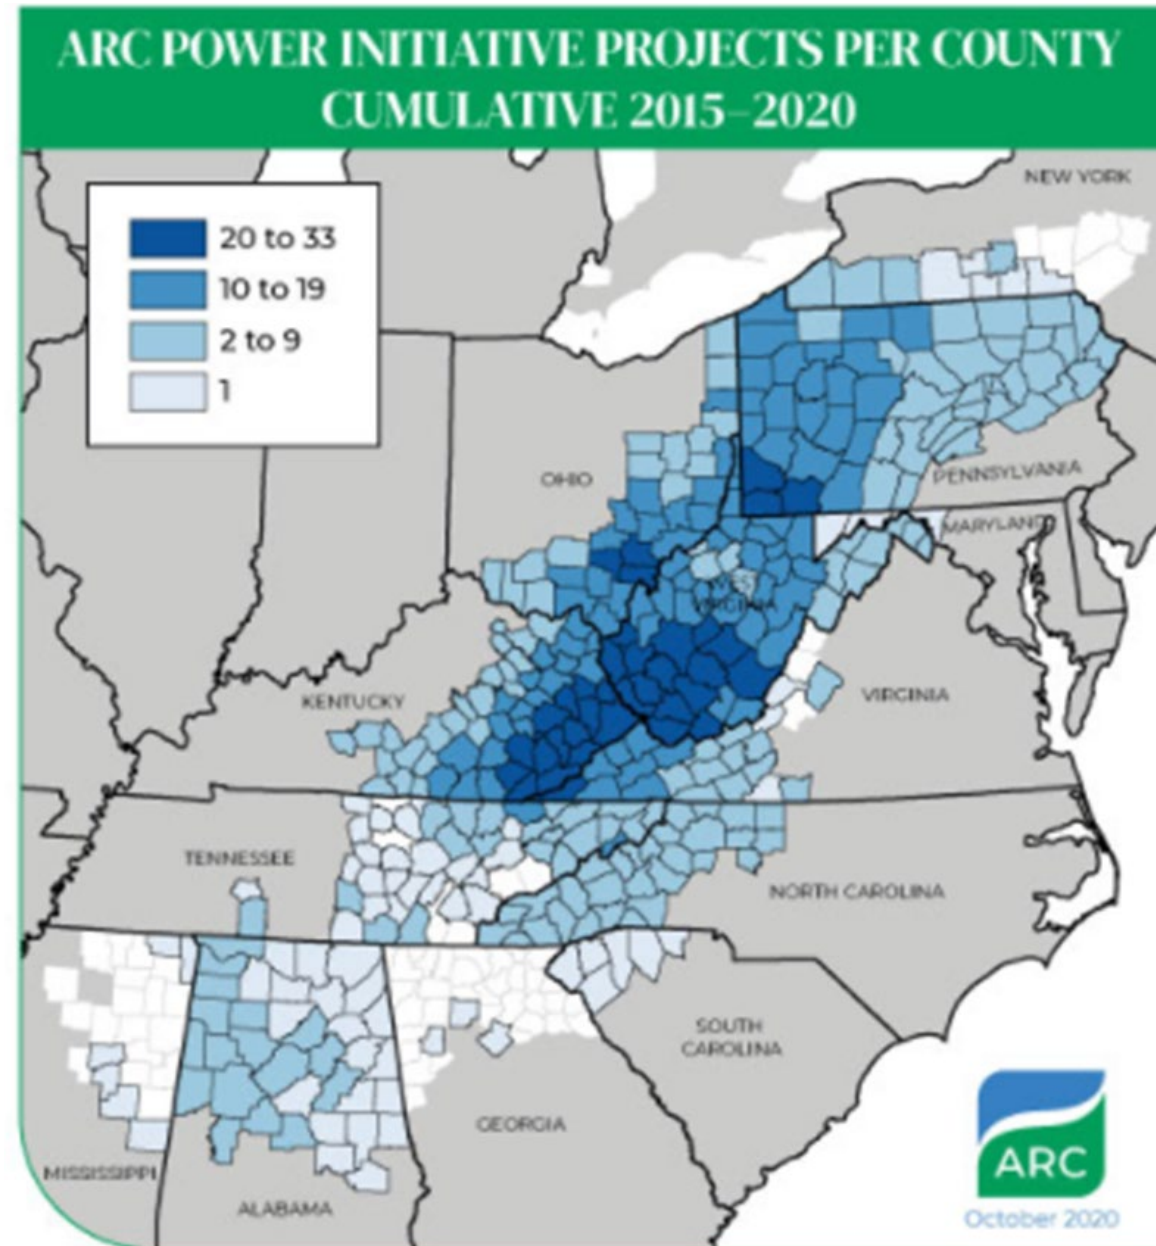 ARC POWER INITIATIVE PROJECTS PER COUNTY
CUMULATIVE 2015–2020
NEW YORK
20 to 33
10 to 19
2 to 9
1
OHIO
PENNSYLVANIA
MARYLAND
WEST
VIRGINIA
KENTUCKY
VIRGINIA
TENNESSEE
NORTH CAROLINA
SOUTH
CAROLINA
GEORGIA
MISSISSIPPI
ALABAMA
ARC
October 2020